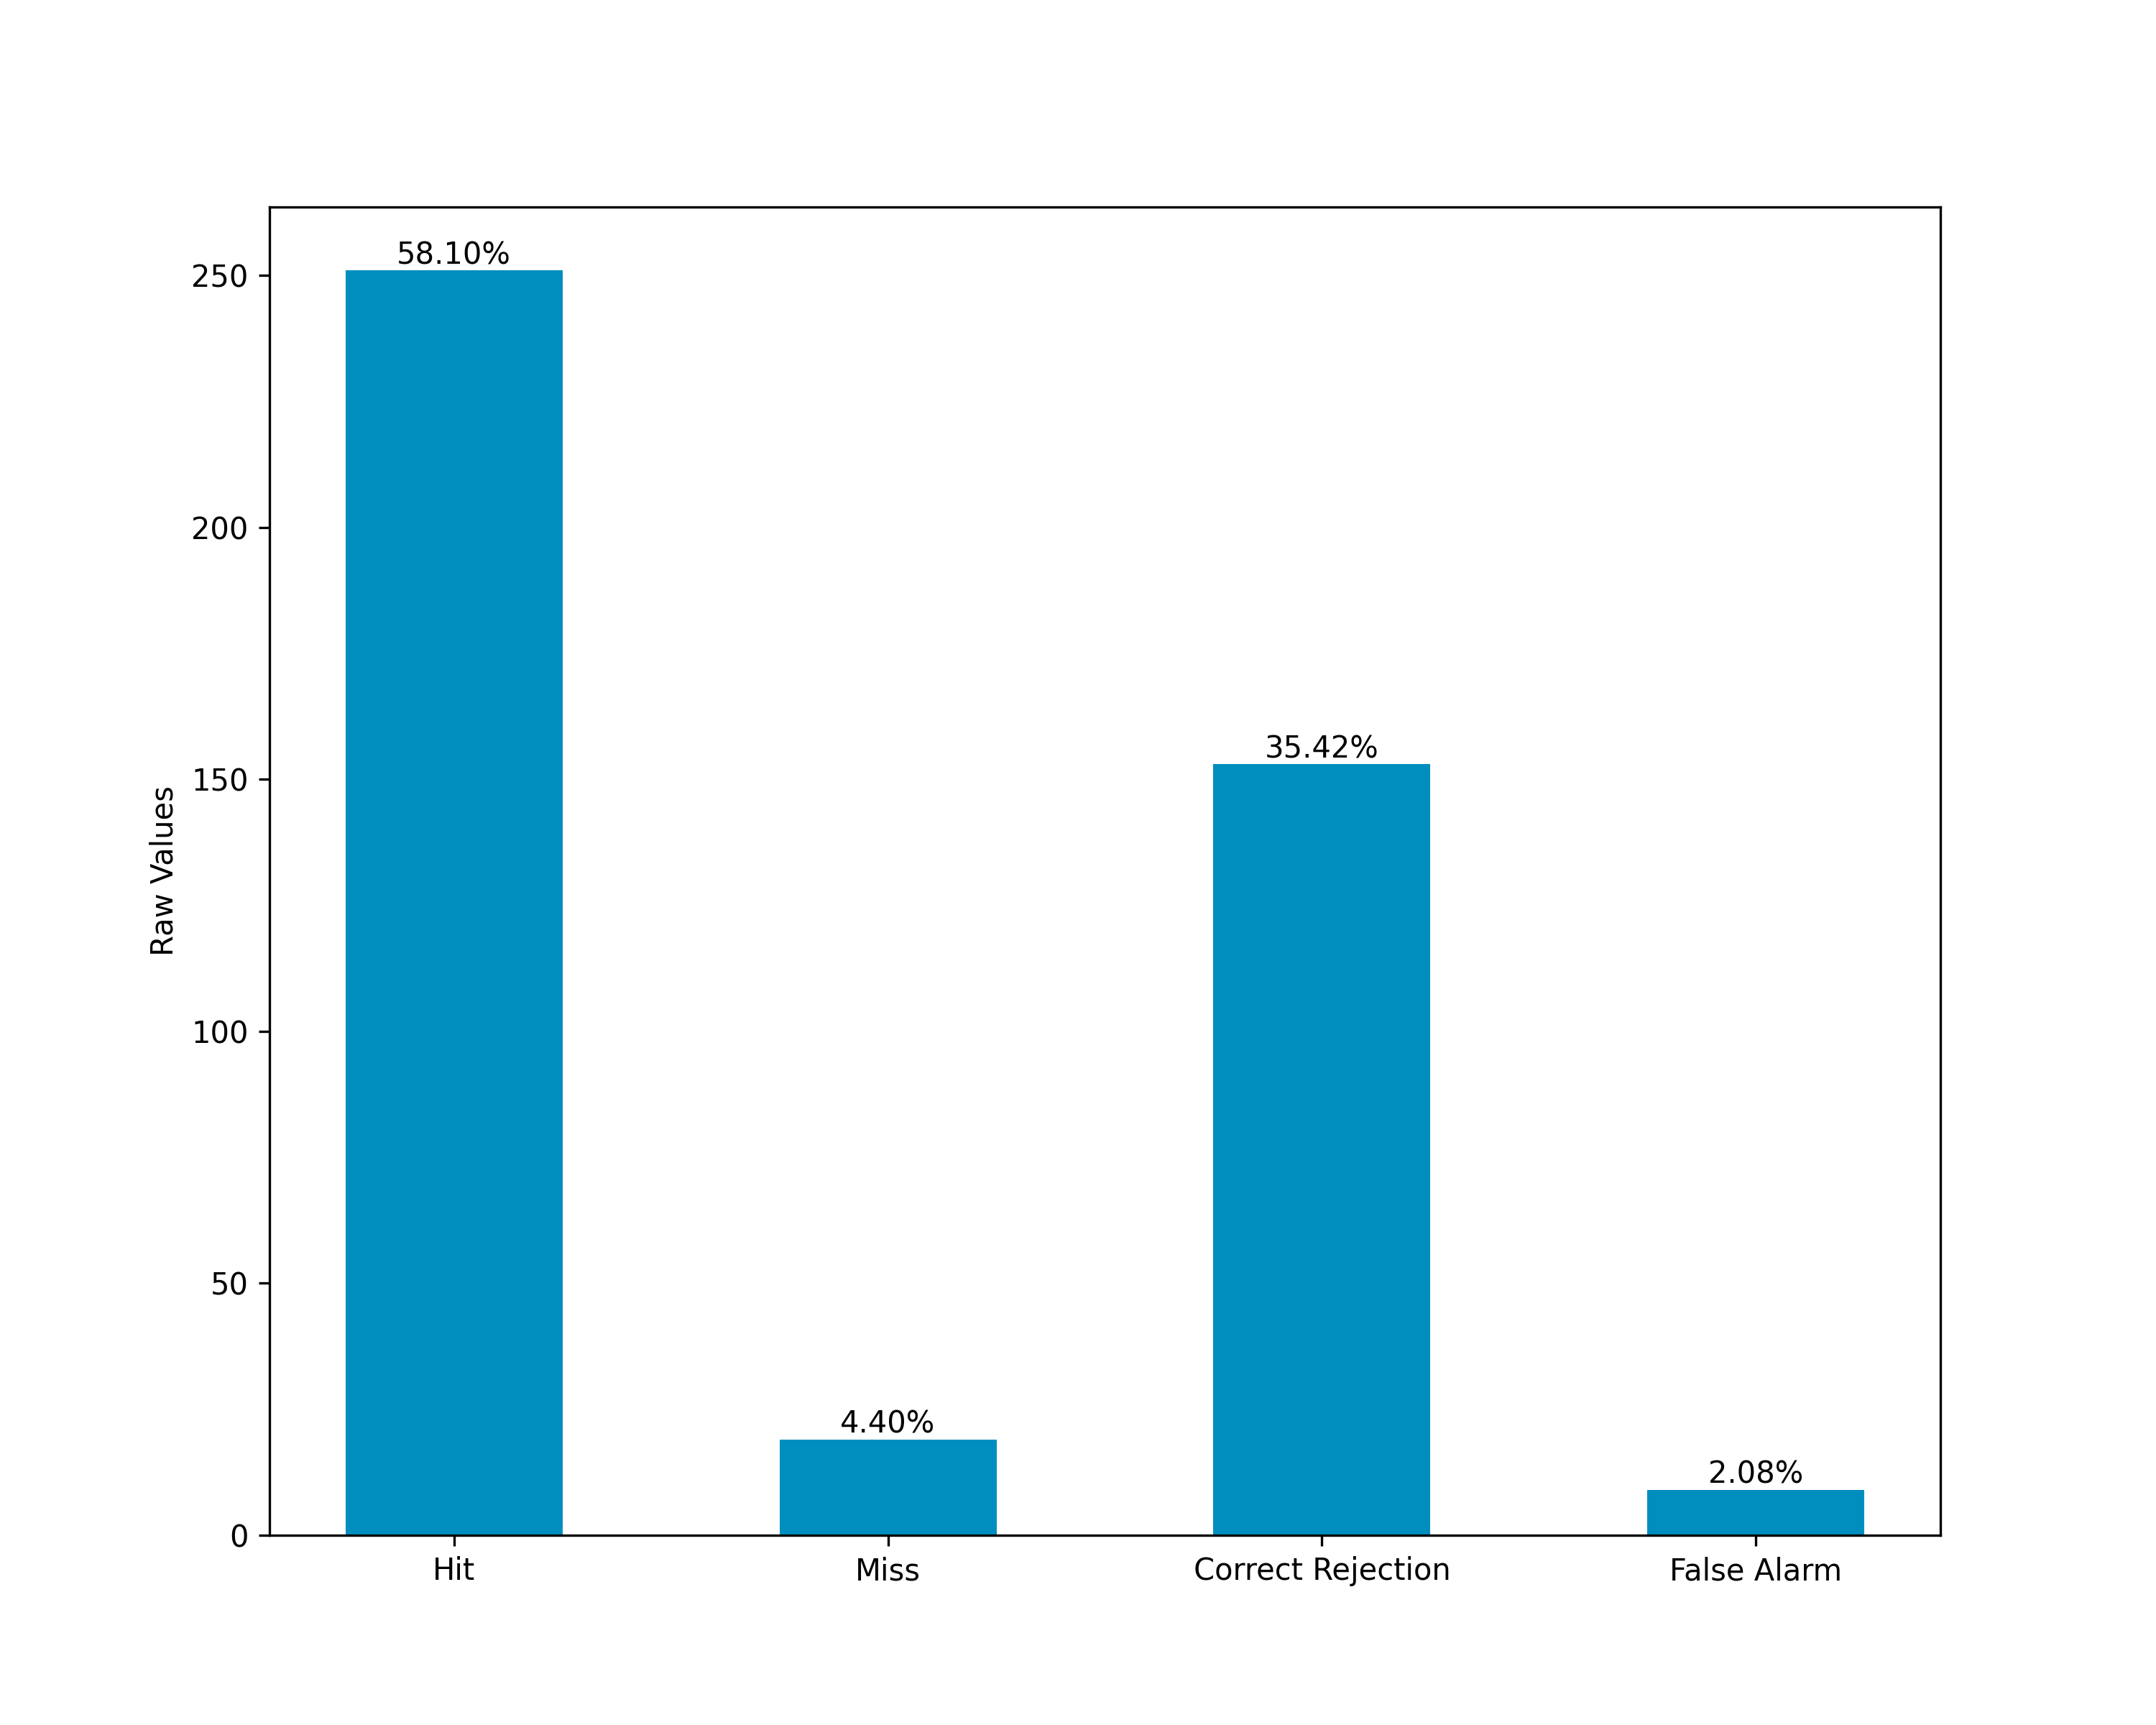 58.10%
250
200
35.42%
150
Raw Values
100
50
4.40%
2.08%
0
Hit
Miss
Correct Rejection
False Alarm